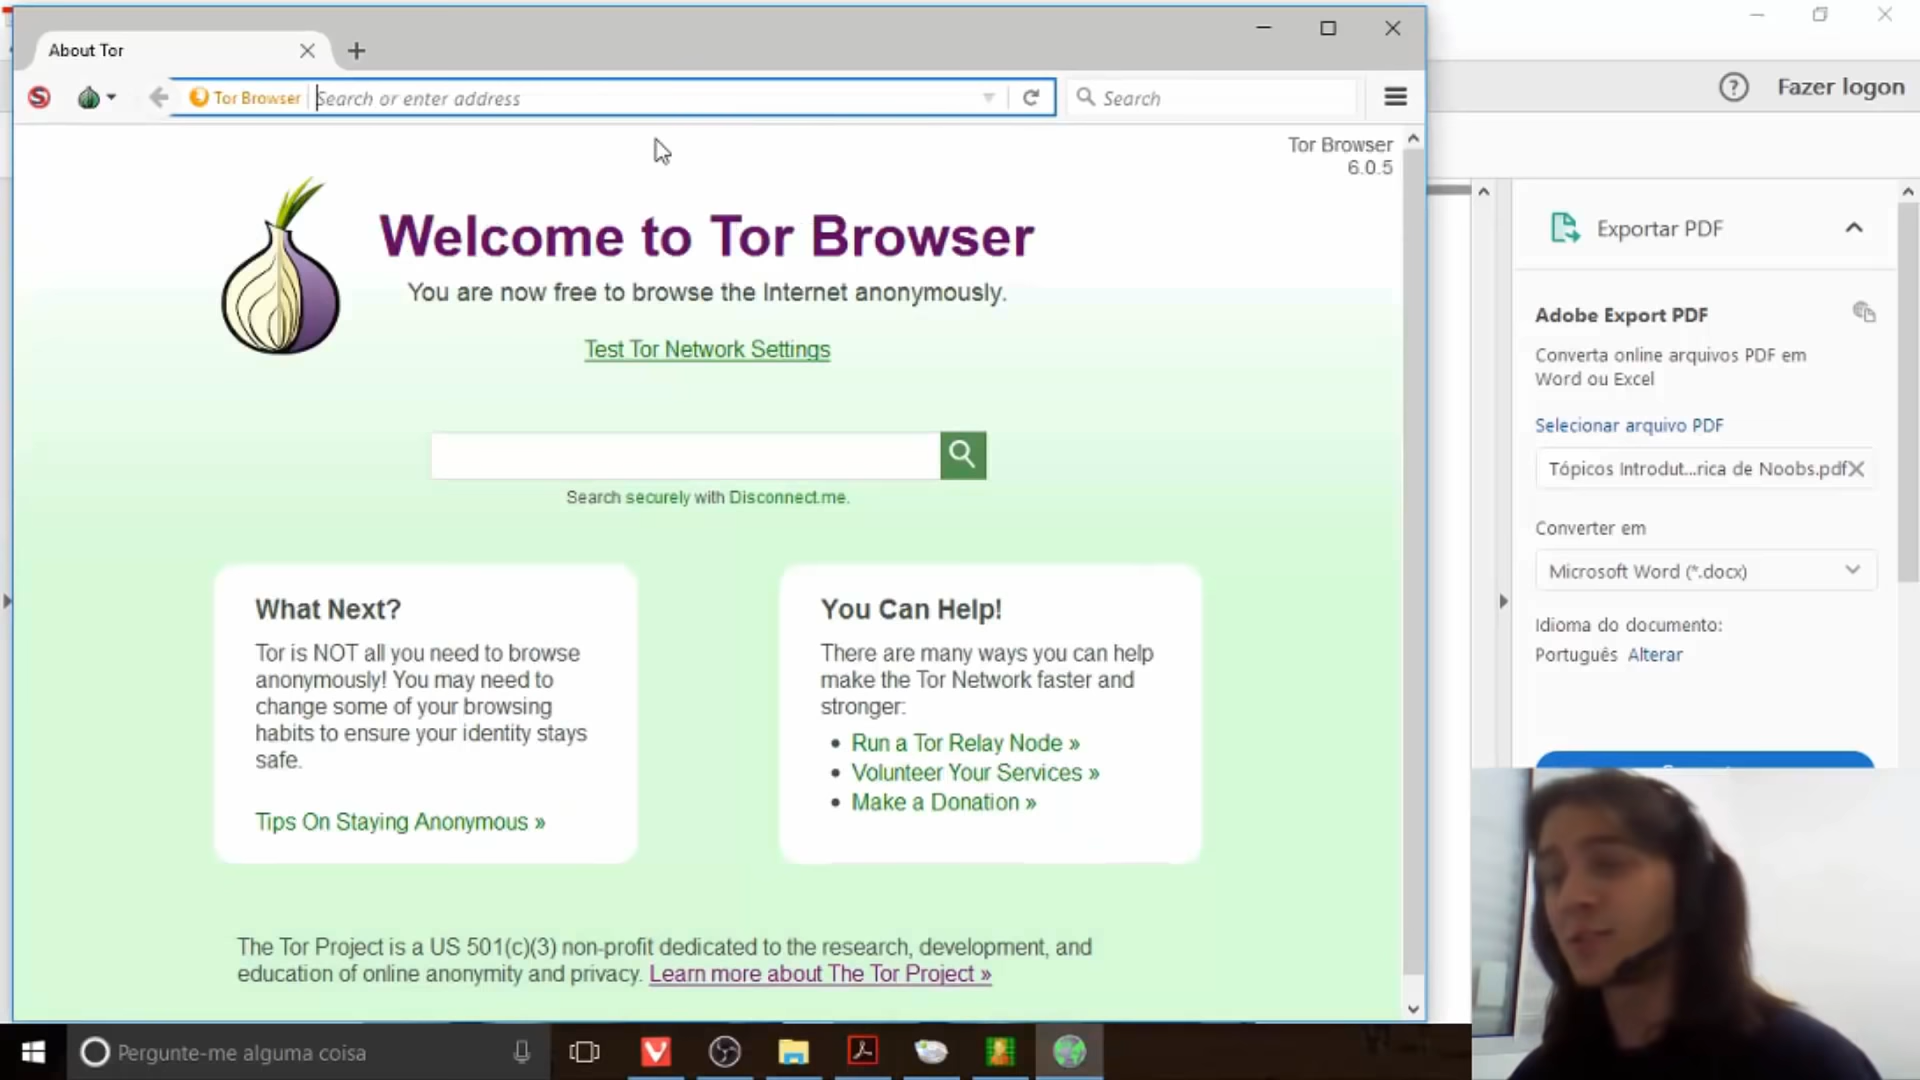 About Tor
Fazer logon
Tor Browser
Search or enter address
Search
Tor Browser
6.0.5
Welcome to Tor Browser
You are now free to browse the Internet anonymously.
Test Tor Network Settings
Search securely with Disconnect.me.
What Next?
Tor is NOT all you need to browse
anonymously! You may need to
change some of your browsing
habits to ensure your identity stays
safe.
Tips On Staying Anonymous »
You Can Help!
There are many ways you can help
make the Tor Network faster and
stronger:
• Run a Tor Relay Node »
• Volunteer Your Services »
• Make a Donation »
The Tor Project is a US 501(c)(3) non-profit dedicated to the research, development, and
education of online anonymity and privacy. Learn more about The Tor Project »
Exportar PDF
Adobe Export PDF
Converta online arquivos PDF em
Word ou Excel
Selecionar arquivo PDF
Tópicos Introdut...rica de Noobs.pdf
Converter em
Microsoft Word (*.docx)
Idioma do documento:
Português Alterar
Pergunte-me alguma coisa